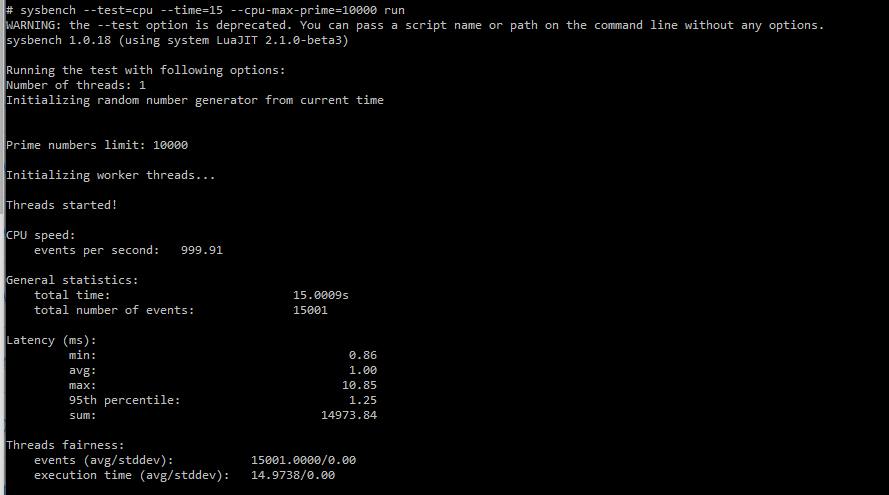 # sysbench --test=cpu --time=15 --cpu-max-prime=10000 run
WARNING: the --test option is deprecated. You can pass a script name or path on the command line without any options.
sysbench 1.0.18 (using system LuaJIT 2.1.0-beta3)
Running the test with following options:
Number of threads: 1
Initializing random number generator from current time
Prime numbers limit: 10000
Initializing worker threads...
Threads started!
CPU speed:
events per second: 999.91
General statistics:
total time: 15.0009s
total number of events: 15001
Latency (ms):
min: 0.86
avg: 1.00
max: 10.85
95th percentile: 1.25
sum: 14973.84
Threads fairness:
events (avg/stddev): 15001.0000/0.00
execution time (avg/stddev): 14.9738/0.00